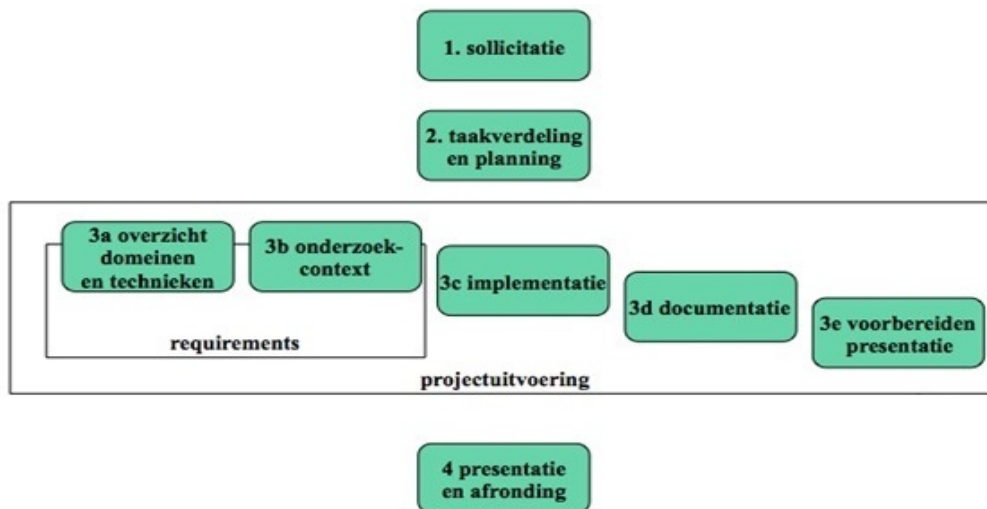 1. sollicitatie
2. taakverdeling
en planning
3a overzicht
domeinen
en technieken
3b onderzoek-
context
3c implementatie
3d documentatie
3e voorbereiden
presentatie
requirements
projectuitvoering
4 presentatie
en afronding